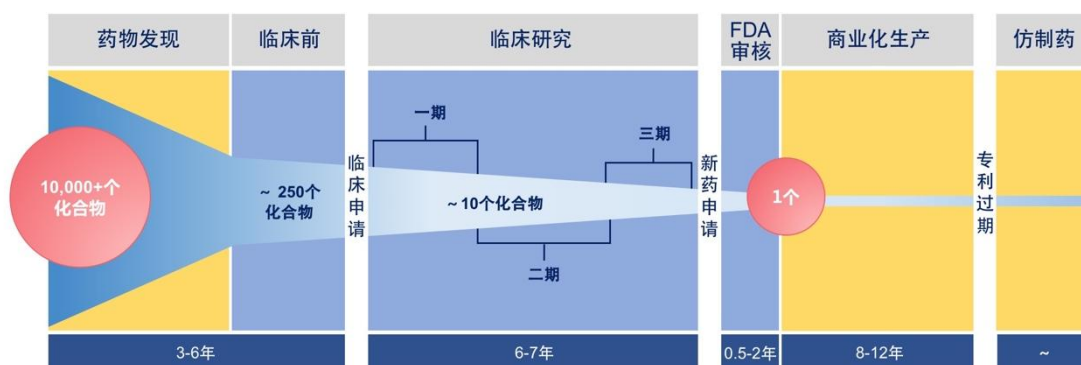 药物发现
临床前
临床研究
FDA
审核
商业化生产
仿制药
一期
三期
10,000+个
化合物
~ 250个
化合物
临床申请
~10个化合物
新药申请
1个
专利过期
二期
3-6年
6-7年
0.5-2年
8-12年
~